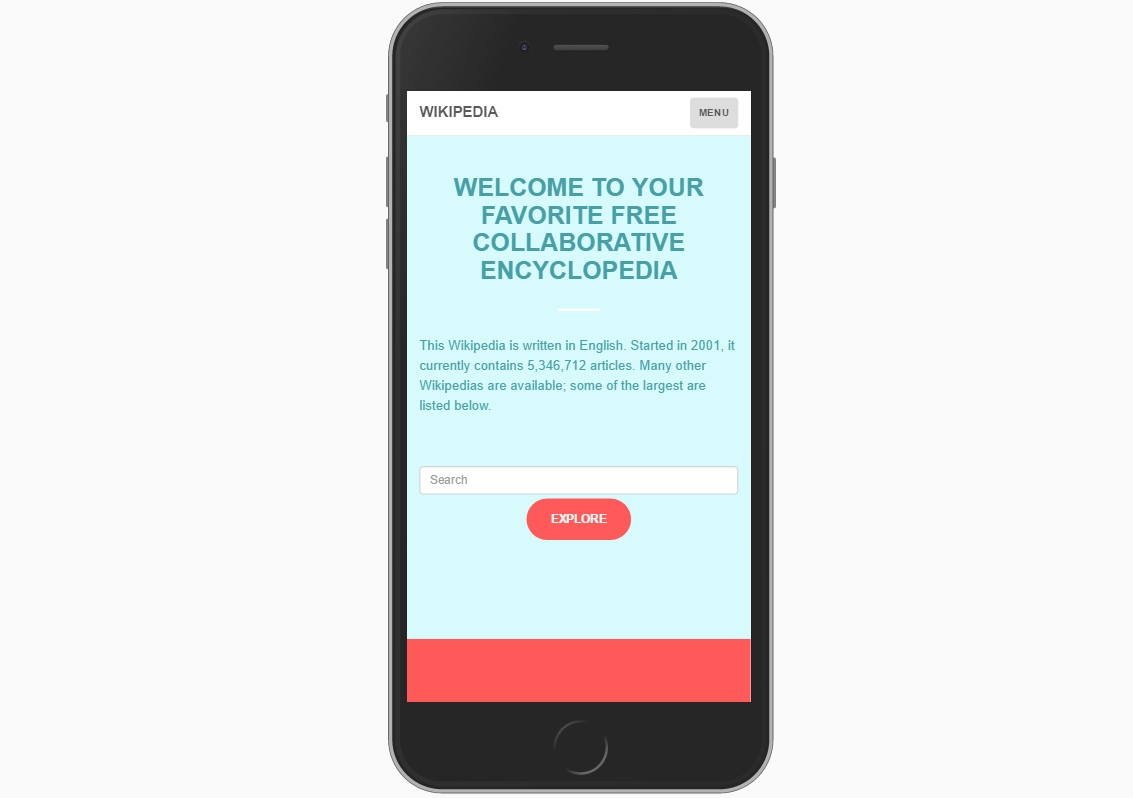 WIKIPEDIA
MENU
WELCOME TO YOUR
FAVORITE FREE
COLLABORATIVE
ENCYCLOPEDIA
This Wikipedia is written in English. Started in 2001, it
currently contains 5,346,712 articles. Many other
Wikipedias are available; some of the largest are
listed below.
Search
EXPLORE